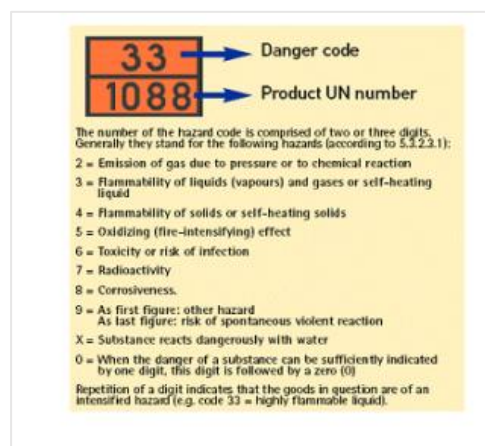 33
Danger code
1088
Product UN number
The number of the hazard code is comprised of two or three digits.
Generally they stand for the following hazards (according to 5.3.2.3.1):
2 = Emission of gas due to pressure or to chemical reaction
3 = Flammability of liquids (vapours) and gases or self-heating
liquid
4 = Flammability of solids or self-heating solids
5 = Oxidizing (fire-intensifying) effect
6 = Toxicity or risk of infection
7 = Radioactivity
8 = Corrosiveness.
9 = As first figure: other hazard
As last figure: risk of spontaneous violent reaction
X = Substance reacts dangerously with water
0 = When the danger of a substance can be sufficiently indicated
by one digit, this digit is followed by a zero (0)
Repetition of a digit indicates that the goods in question are of an
intensified hazard (e.g. code 33 = highly flammable liquid).